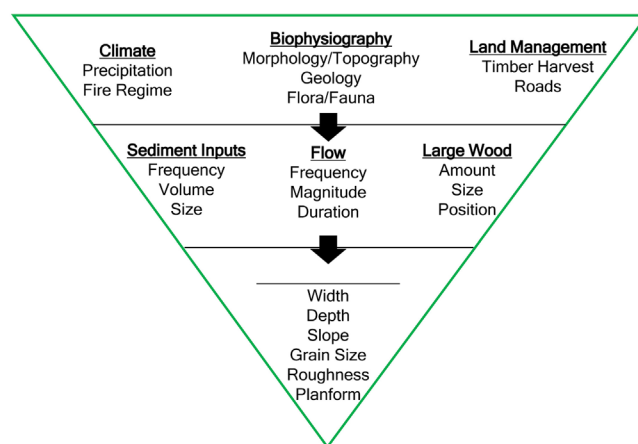 Climate
Precipitation
Fire Regime
Biophysiography
Morphology/Topography
Geology
Flora/Fauna
Land Management
Timber Harvest
Roads
Sediment Inputs
Frequency
Volume
Size
Flow
Frequency
Magnitude
Duration
Large Wood
Amount
Size
Position
Width
Depth
Slope
Grain Size
Roughness
Planform